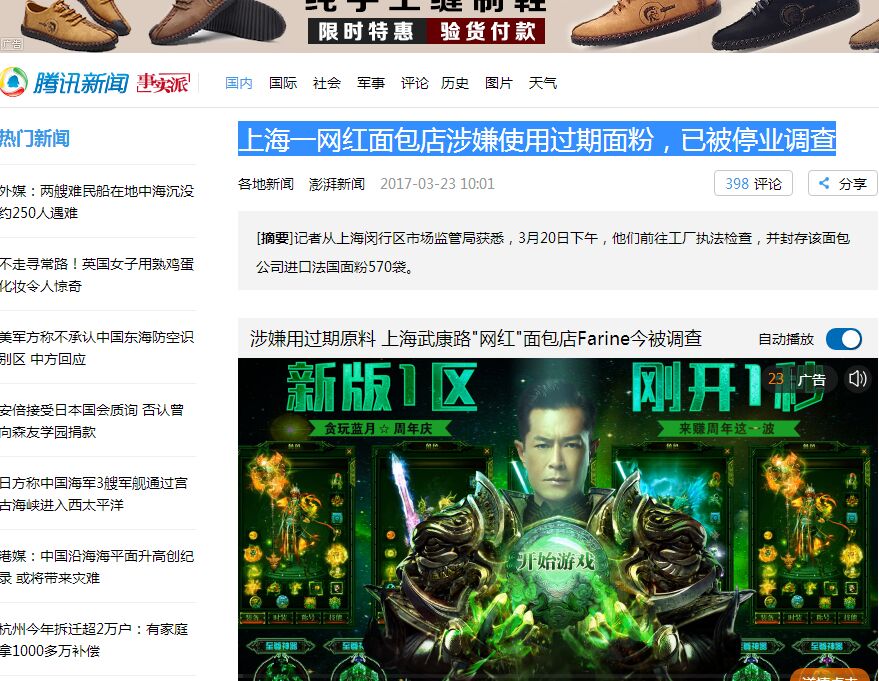 纯手工缝制鞋
限时特惠 验货付款
广告
腾讯新闻 事实派 国内 国际 社会 军事 评论 历史 图片 天气
热门新闻
外媒：两艘难民船在地中海沉没
约250人遇难
不走寻常路！英国女子用熟鸡蛋
化妆令人惊奇
美军方称不承认中国东海防空识
别区 中方回应
安倍接受日本国会质询 否认曾
向森友学园捐款
日方称中国海军3艘军舰通过宫
古海峡进入西太平洋
港媒：中国沿海海平面升高创纪
录 或将带来灾难
杭州今年拆迁超2万户：有家庭
拿1000多万补偿
上海一网红面包店涉嫌使用过期面粉，已被停业调查
各地新闻 澎湃新闻 2017-03-23 10:01 398 评论 分享
[摘要]记者从上海闵行区市场监管局获悉，3月20日下午，他们前往工厂执法检查，并封存该面包
公司进口法国面粉570袋。
涉嫌用过期原料 上海武康路"网红"面包店Farine今被调查 自动播放
23 广告
新版1区 刚开1秒
贪玩蓝月☆周年庆 来赚周年这一波
开始游戏
至尊神器 至尊神器
详情点击